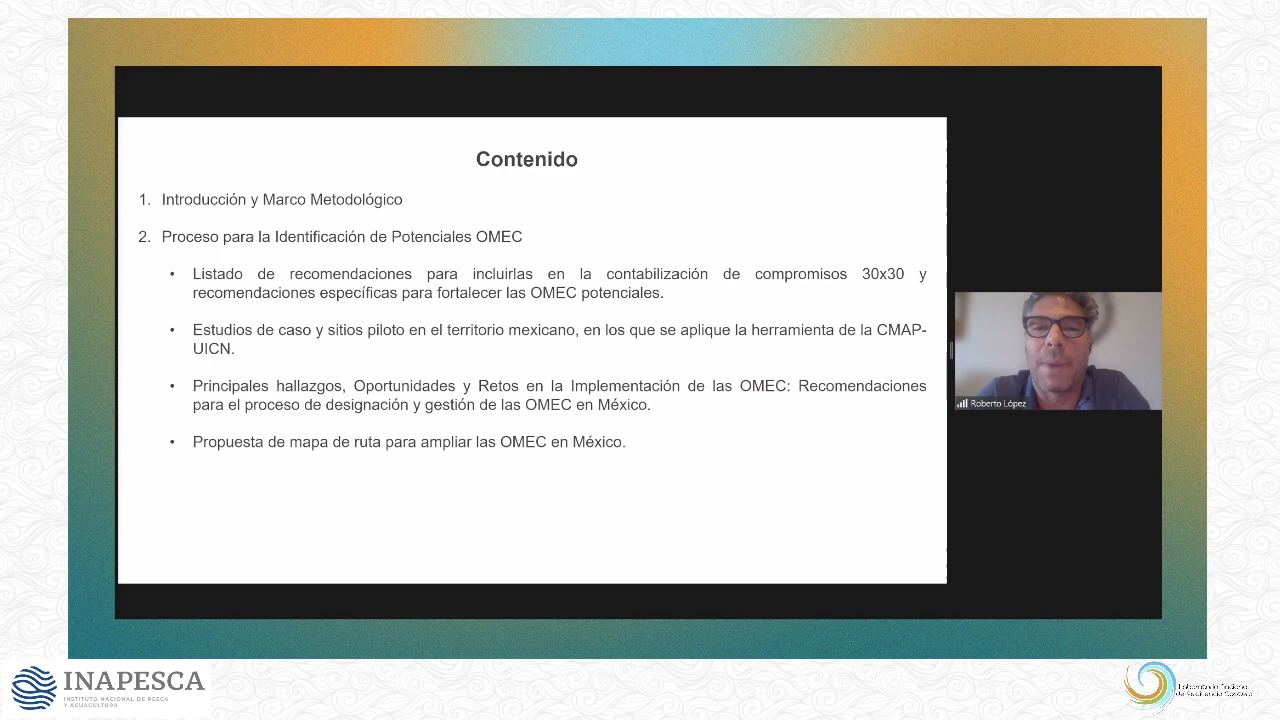 Contenido
1. Introducción y Marco Metodológico
2. Proceso para la Identificación de Potenciales OMEC
• Listado de recomendaciones para incluirlas en la contabilización de compromisos 30x30 y
recomendaciones específicas para fortalecer las OMEC potenciales.
• Estudios de caso y sitios piloto en el territorio mexicano, en los que se aplique la herramienta de la CMAP-
UICN.
• Principales hallazgos, Oportunidades y Retos en la Implementación de las OMEC: Recomendaciones
para el proceso de designación y gestión de las OMEC en México.
• Propuesta de mapa de ruta para ampliar las OMEC en México.
Roberto López
INAPESCA
INSTITUTO NACIONAL DE PESCA
Y ACUACULTURA